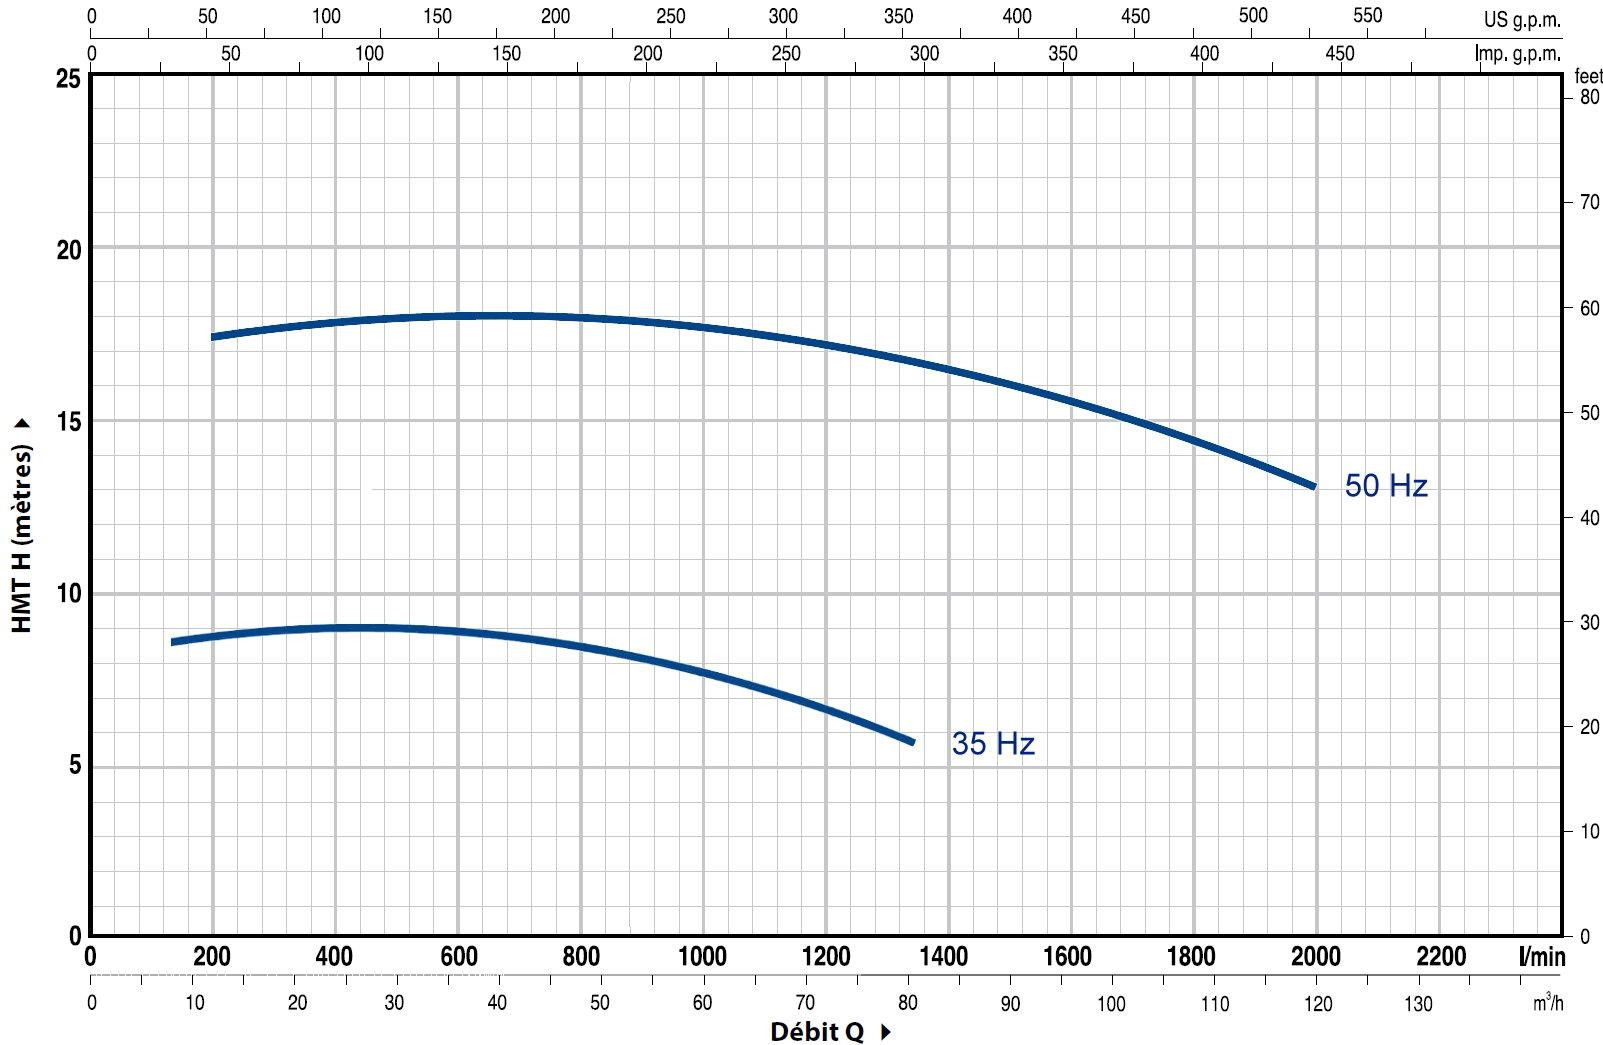 0 50 100 150 200 250 300 350 400 450 500 550 US g.p.m.
0 50 100 150 200 250 300 350 400 450 Imp. g.p.m.
feet
25
80
70
20
60
50 Hz
15
50
40
HMT H (mètres)
10
30
35 Hz
20
5
10
0
0
0 200 400 600 800 1000 1200 1400 1600 1800 2000 2200 l/min
0 10 20 30 40 50 60 70 80 90 100 110 120 130 m³/h
Débit Q